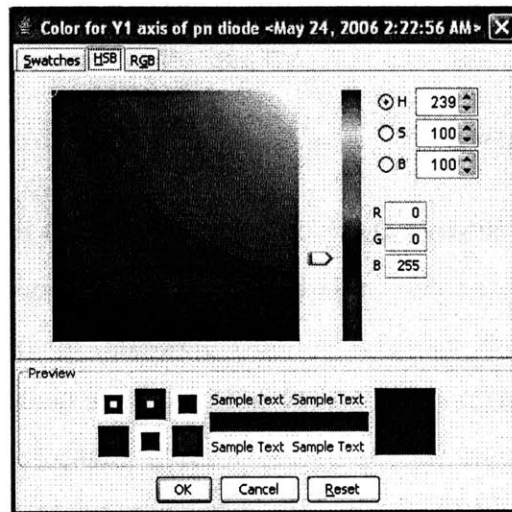 Color for Y1 axis of pn diode <May 24, 2006 2:22:56 AM>
Swatches HSB RGB
H 239
S 100
B 100
R 0
G 0
B 255
Preview
Sample Text Sample Text
Sample Text Sample Text
OK Cancel Reset